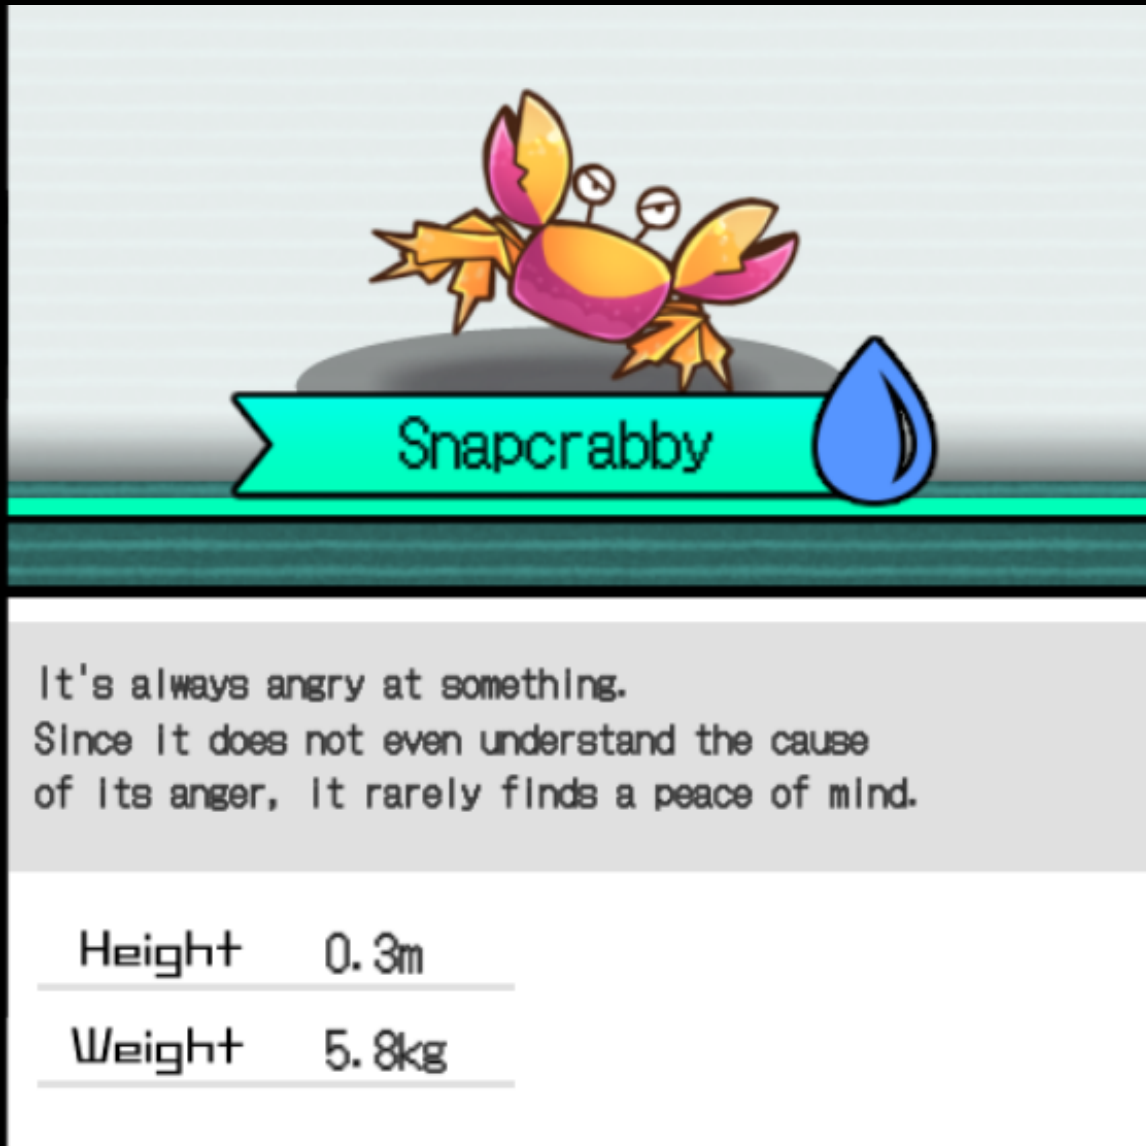 Snapcrabby
It's always angry at something.
Since it does not even understand the cause
of its anger, it rarely finds a peace of mind.
Height 0.3m
Weight 5.8kg